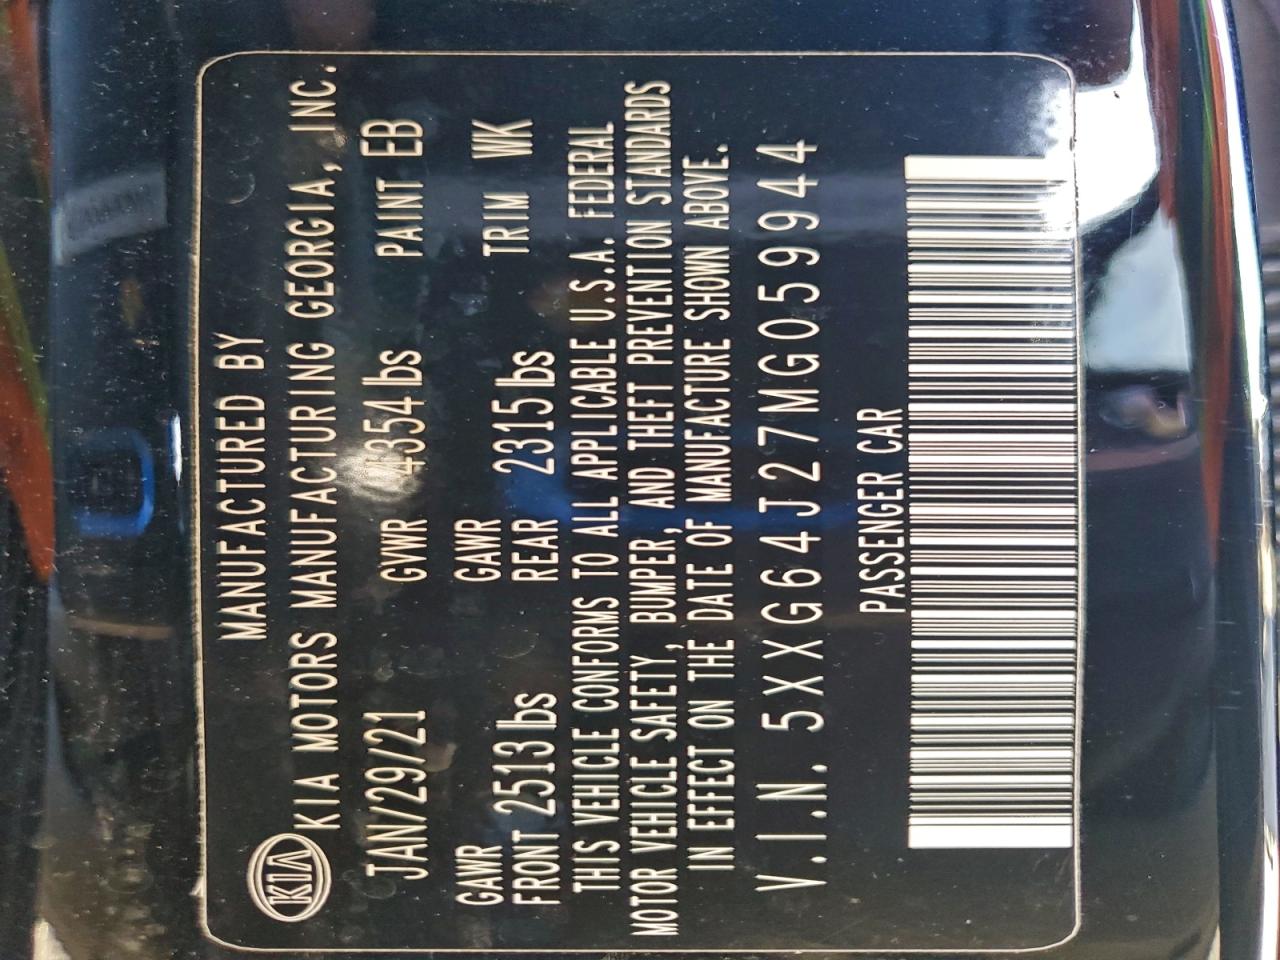 KIA
MANUFACTURED BY
KIA MOTORS MANUFACTURING GEORGIA, INC.
JAN/29/21 GVWR 4354 lbs PAINT EB
GAWR FRONT 2513 lbs GAWR REAR 2315 lbs TRIM WK
THIS VEHICLE CONFORMS TO ALL APPLICABLE U.S.A. FEDERAL
MOTOR VEHICLE SAFETY, BUMPER, AND THEFT PREVENTION STANDARDS
IN EFFECT ON THE DATE OF MANUFACTURE SHOWN ABOVE.
V.I.N. 5XXG64J27MG059944
PASSENGER CAR